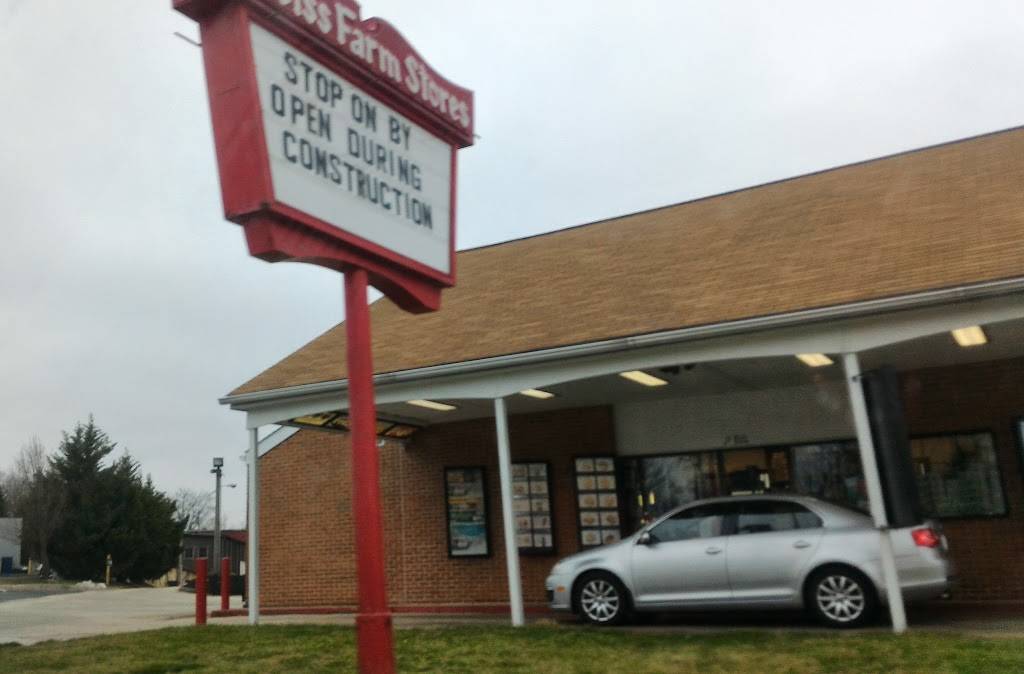 Farm Stores
STOP ON BY
OPEN DURING
CONSTRUCTION